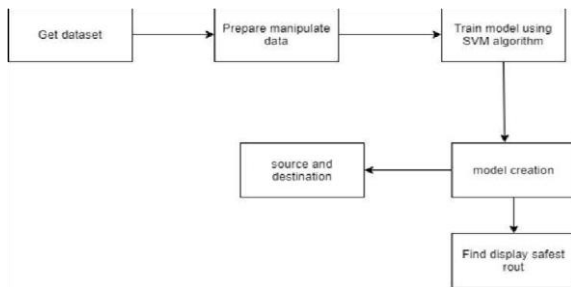 Get dataset
Prepare manipulate
data
Train model using
SVM algorithm
source and
destination
model creation
Find display safest
rout